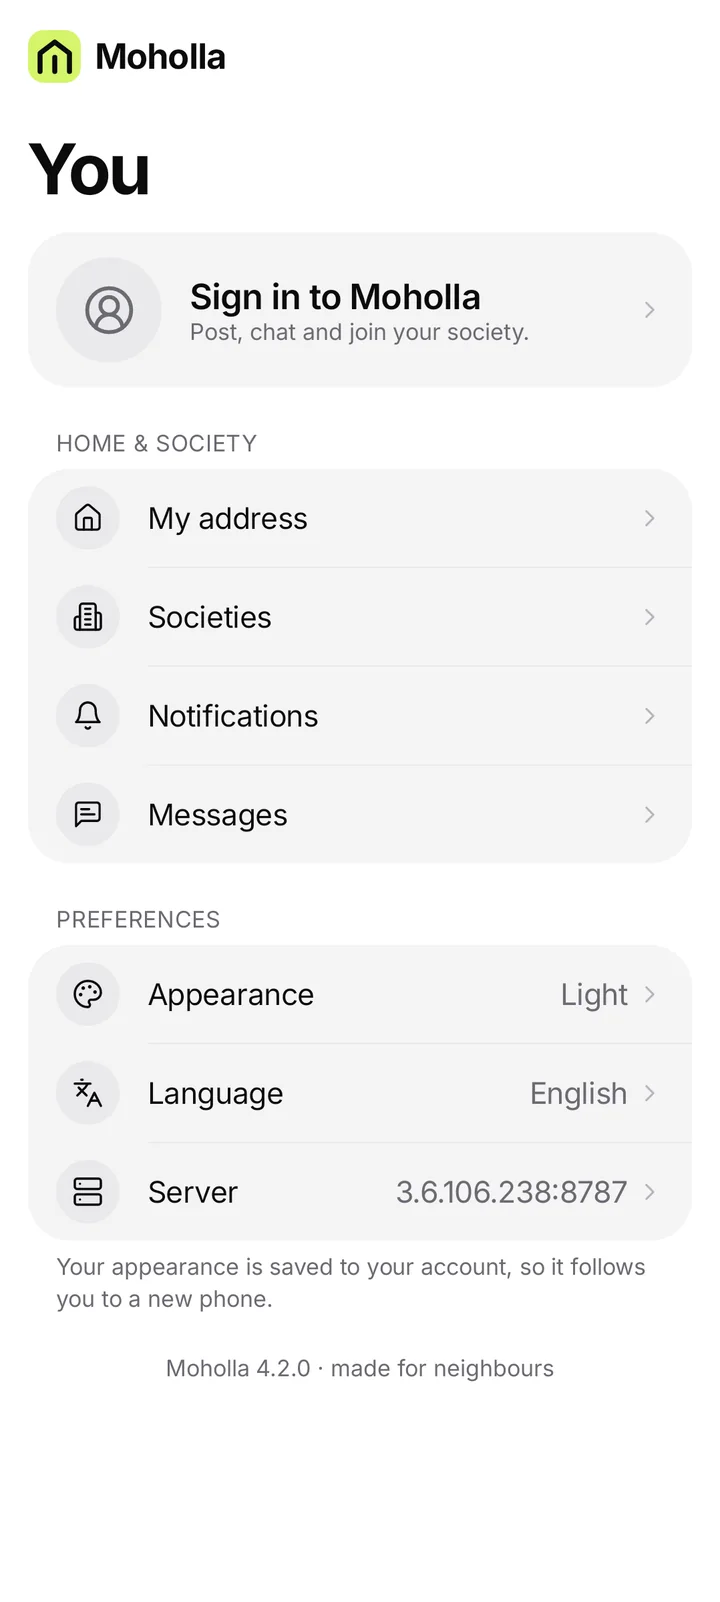 Moholla
You
Sign in to Moholla
Post, chat and join your society.
HOME & SOCIETY
My address
Societies
Notifications
Messages
PREFERENCES
Appearance Light
Language English
Server 3.6.106.238:8787
Your appearance is saved to your account, so it follows
you to a new phone.
Moholla 4.2.0 · made for neighbours